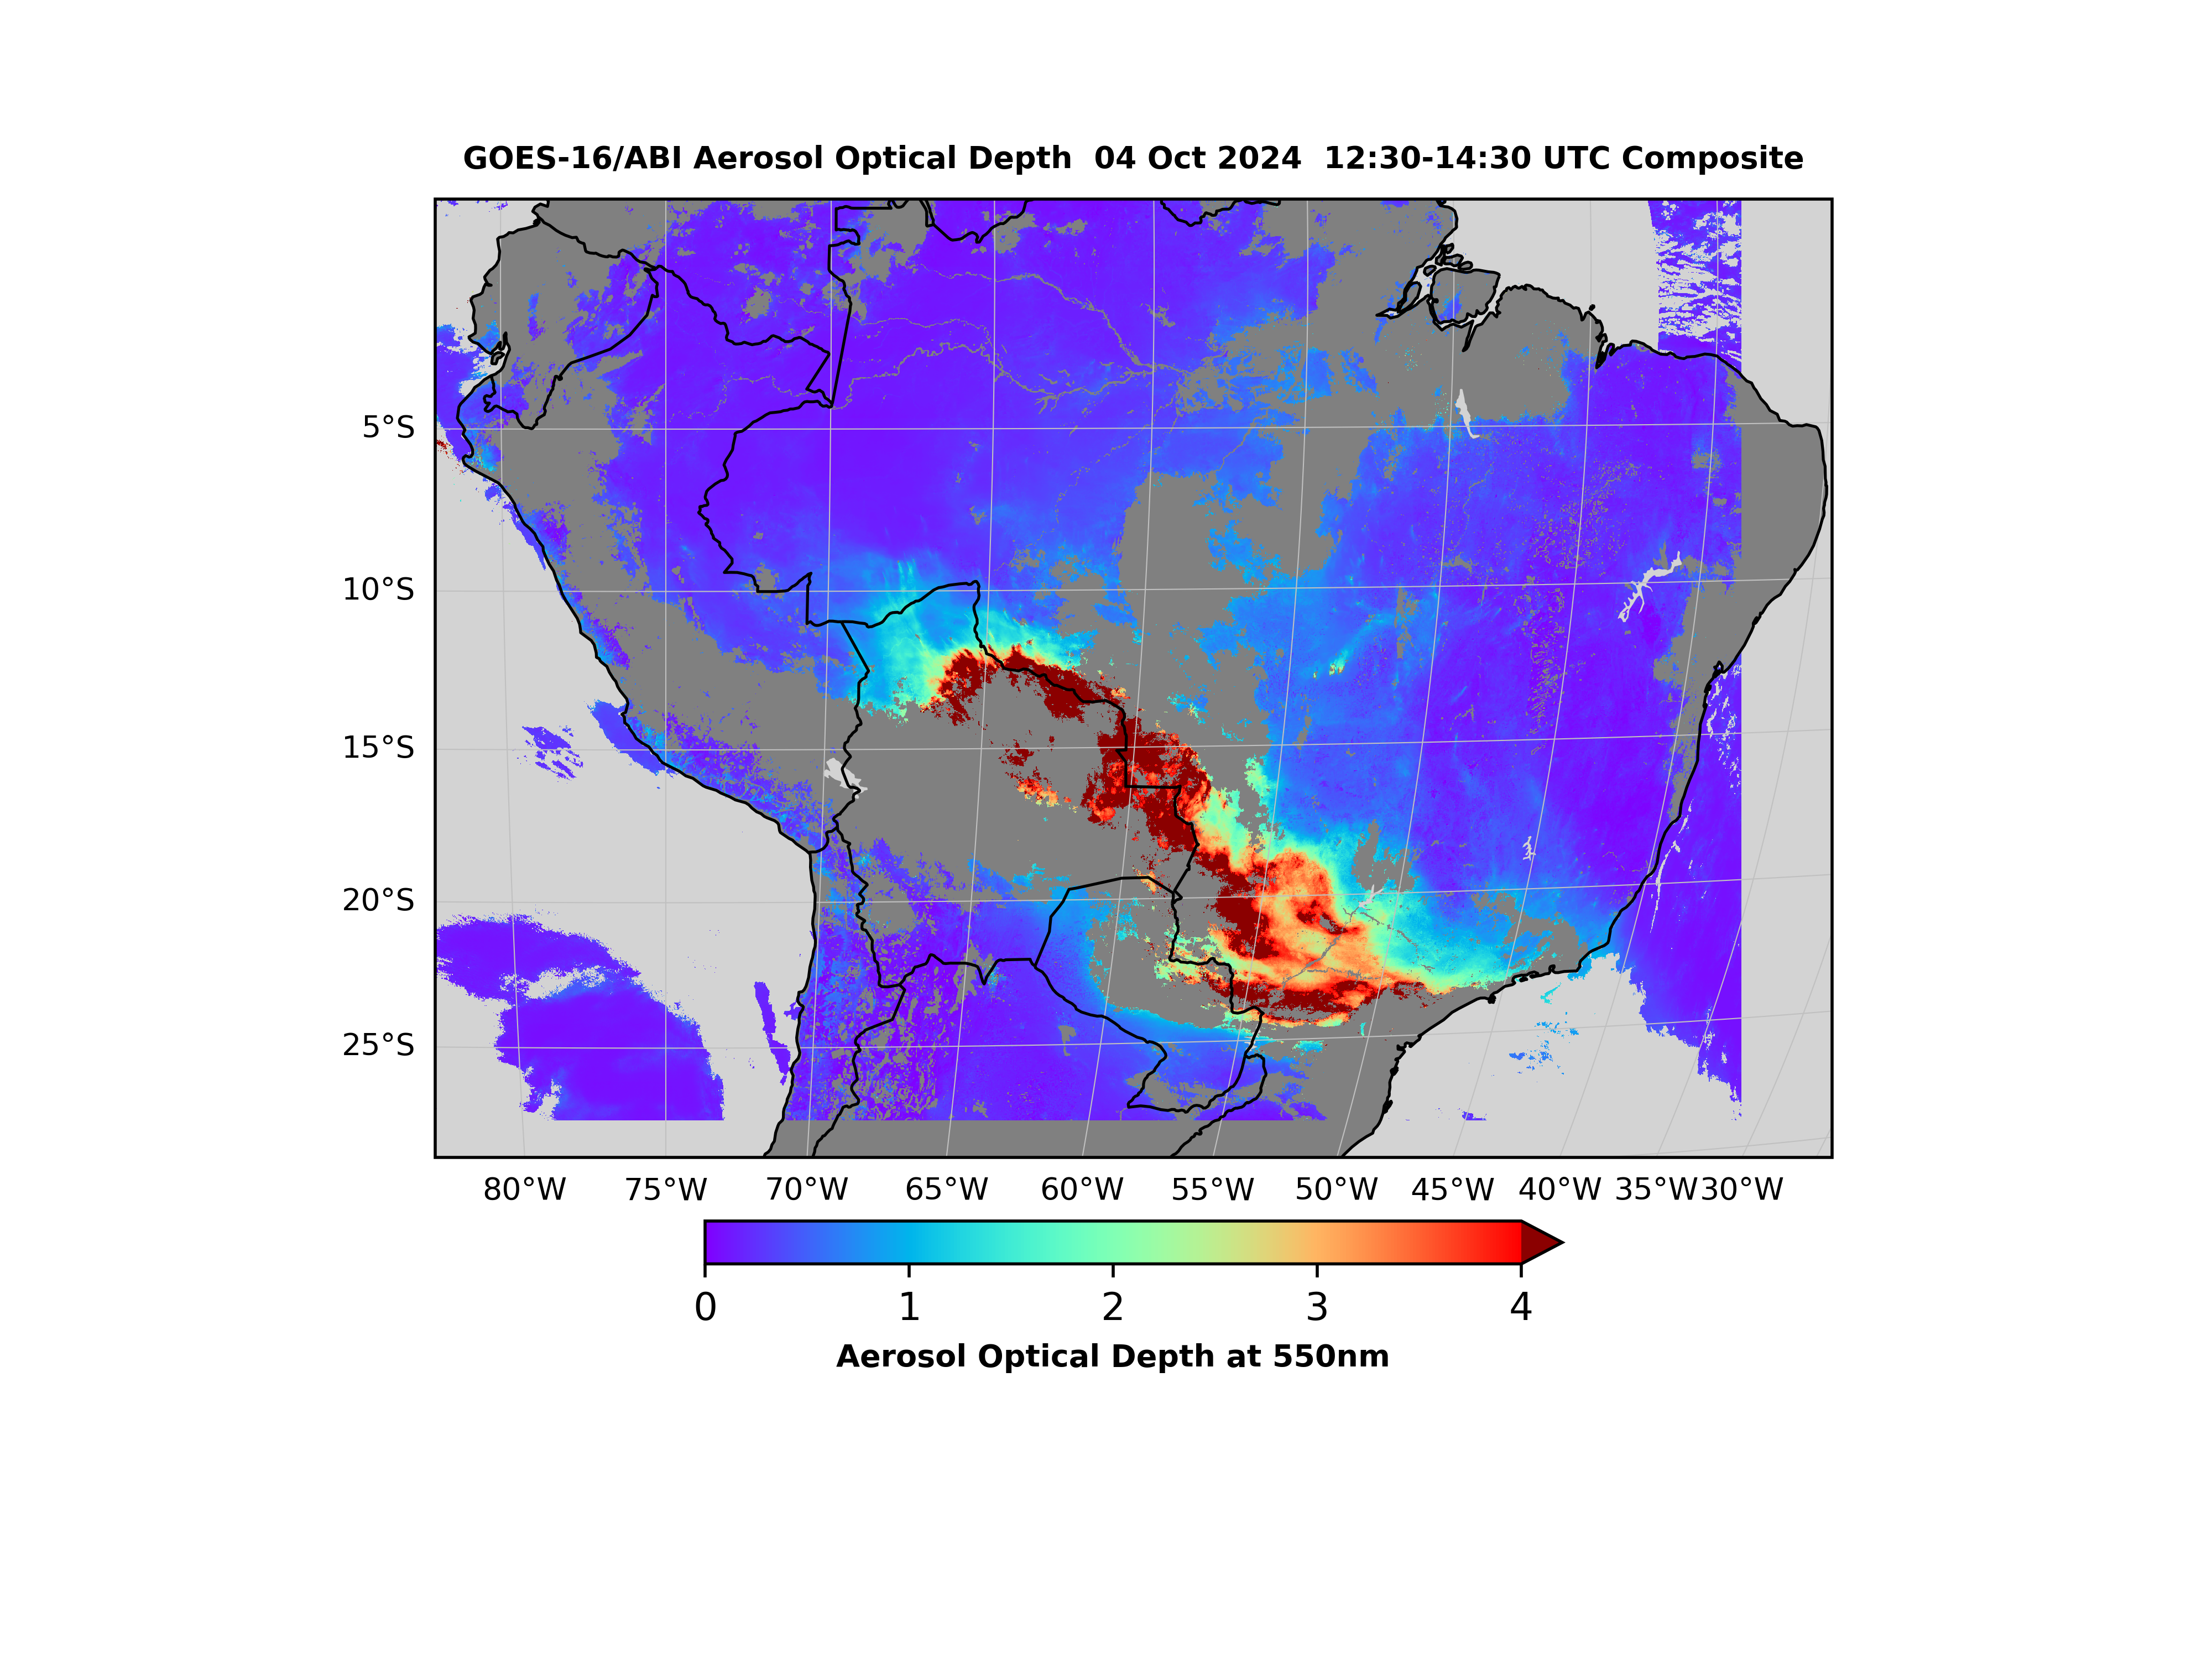 GOES-16/ABI Aerosol Optical Depth  04 Oct 2024  12:30-14:30 UTC Composite
5°S
10°S
15°S
20°S
25°S
80°W 75°W 70°W 65°W 60°W 55°W 50°W 45°W 40°W 35°W 30°W
0 1 2 3 4
Aerosol Optical Depth at 550nm